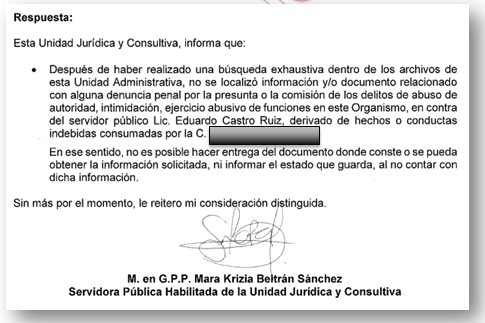 Respuesta:
Esta Unidad Jurídica y Consultiva, informa que:
• Después de haber realizado una búsqueda exhaustiva dentro de los archivos de
esta Unidad Administrativa, no se localizó información y/o documento relacionado
con alguna denuncia penal por la presunta o la comisión de los delitos de abuso de
autoridad, intimidación, ejercicio abusivo de funciones en este Organismo, en contra
del servidor público Lic. Eduardo Castro Ruiz, derivado de hechos o conductas
indebidas consumadas por la C.
En ese sentido, no es posible hacer entrega del documento donde conste o se pueda
obtener la información solicitada, ni informar el estado que guarda, al no contar con
dicha información.
Sin más por el momento, le reitero mi consideración distinguida.
M. en G.P.P. Mara Krizia Beltrán Sánchez
Servidora Pública Habilitada de la Unidad Jurídica y Consultiva